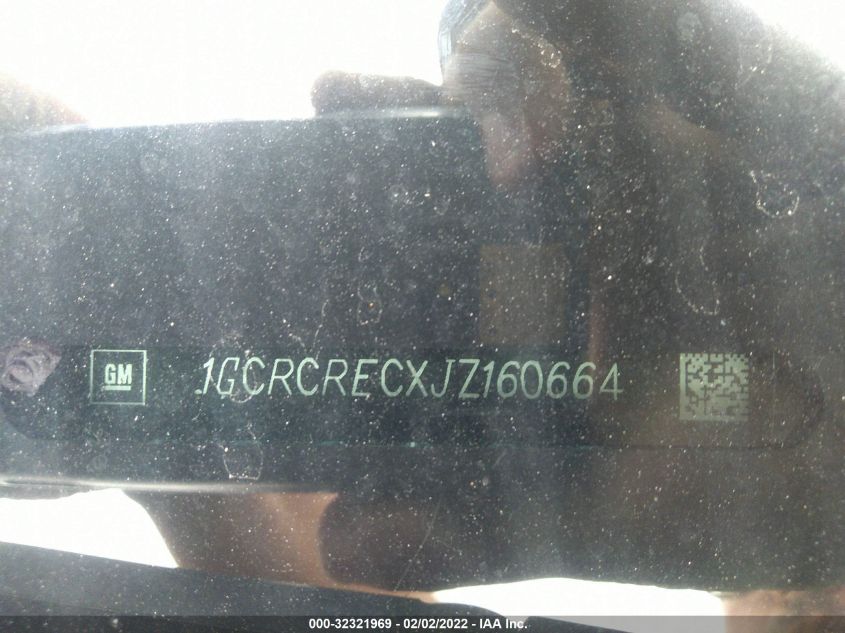 GM 1GCRCRECXJZ160664
000-32321969 - 02/02/2022 - IAA Inc.